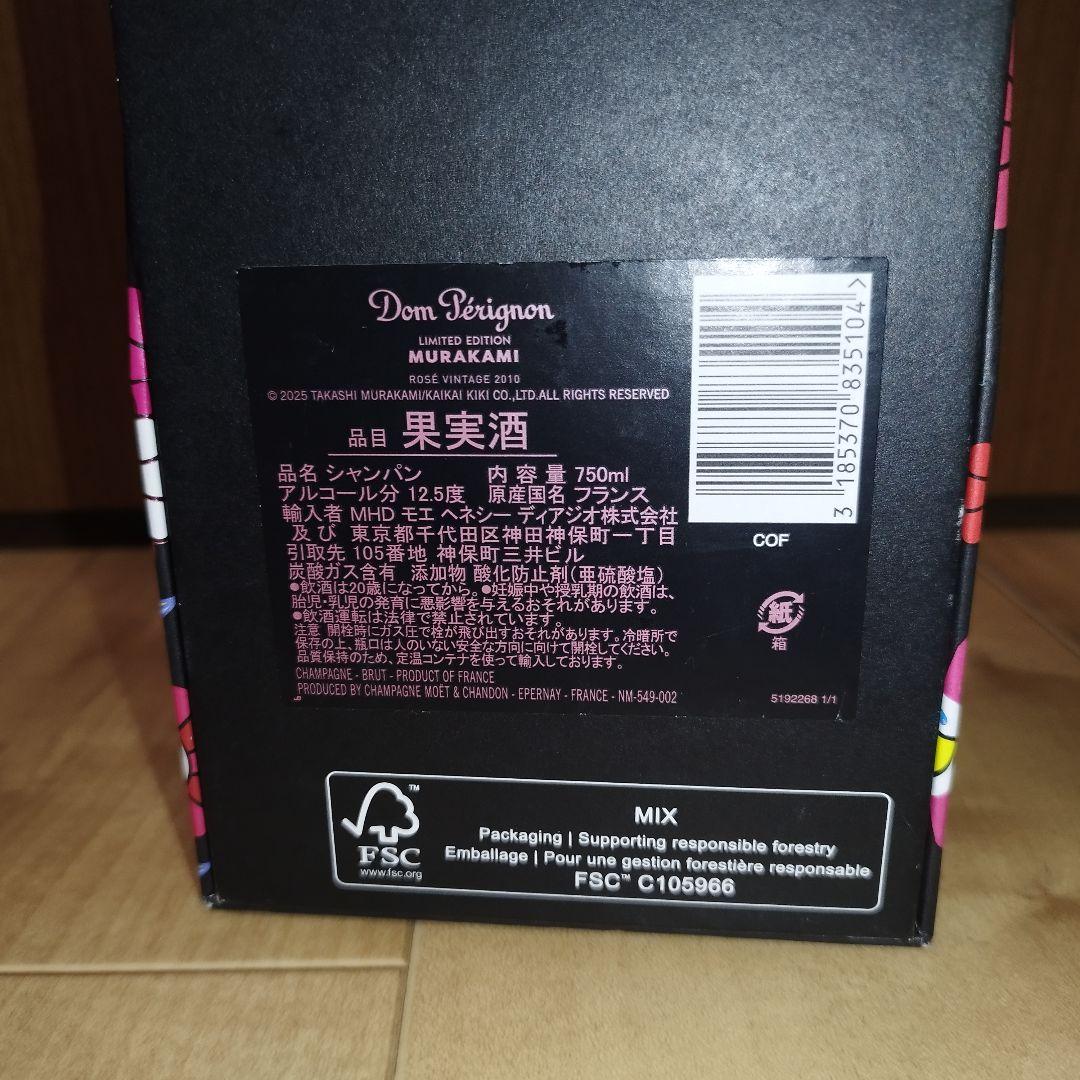 Dom Pérignon
LIMITED EDITION
MURAKAMI
ROSÉ VINTAGE 2010
© 2025 TAKASHI MURAKAMI/KAIKAI KIKI CO.,LTD.ALL RIGHTS RESERVED
品目 果実酒
品名 シャンパン 内容量 750ml
アルコール分 12.5度 原産国名 フランス
輸入者 MHD モエ ヘネシー ディアジオ株式会社
及び 東京都千代田区神田神保町一丁目
引取先 105番地 神保町三井ビル
炭酸ガス含有 添加物 酸化防止剤(亜硫酸塩)
●飲酒は20歳になってから。●妊娠中や授乳期の飲酒は、
胎児・乳児の発育に悪影響を与えるおそれがあります。
●飲酒運転は法律で禁止されています。
注意 開栓時にガス圧で栓が飛び出すおそれがあります。冷暗所で
保存の上、瓶口は人のいない安全な方向に向けて開栓してください。
品質保持のため、定温コンテナを使って輸入しております。
CHAMPAGNE - BRUT - PRODUCT OF FRANCE
PRODUCED BY CHAMPAGNE MOËT & CHANDON - EPERNAY - FRANCE - NM-549-002
3 185370 835104 >
COF
紙
箱
5192268 1/1
FSC™
www.fsc.org
MIX
Packaging | Supporting responsible forestry
Emballage | Pour une gestion forestière responsable
FSC™ C105966